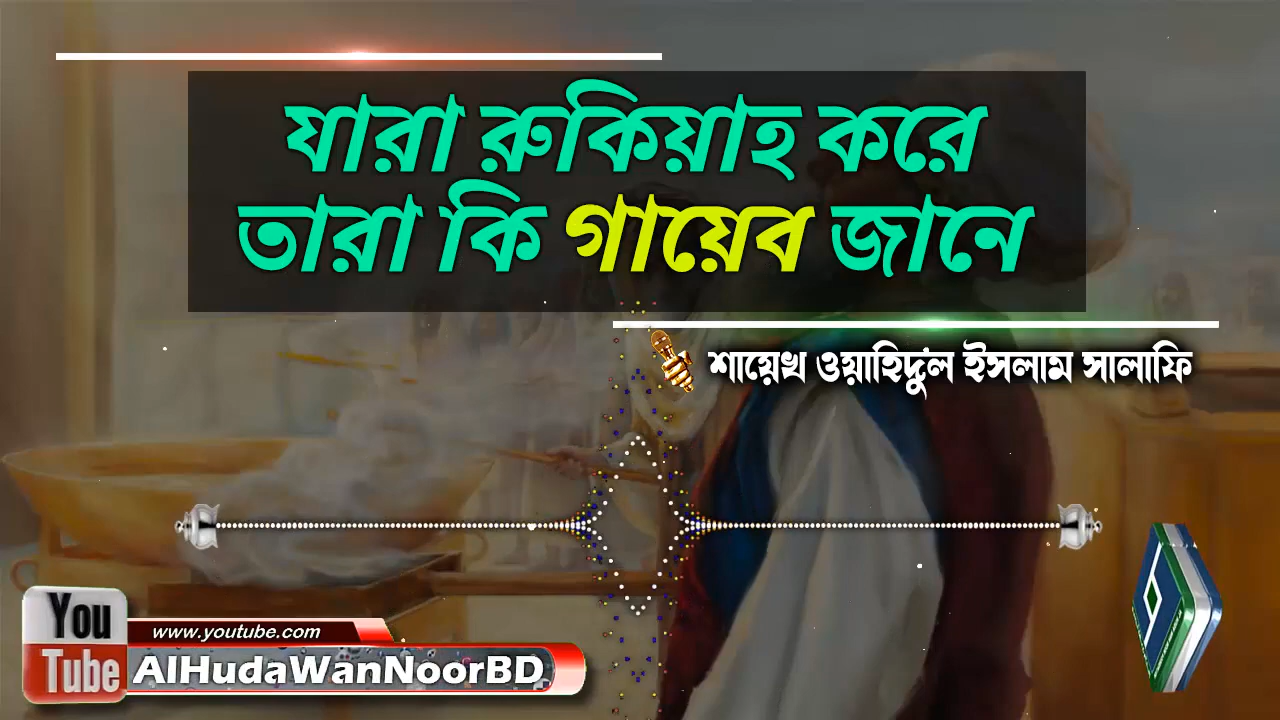 যারা রুকিয়াহ করে
তারা কি গায়েব জানে
শায়েখ ওয়াহিদুল ইসলাম সালাফি
You
Tube
www.youtube.com
AlHudaWanNoorBD